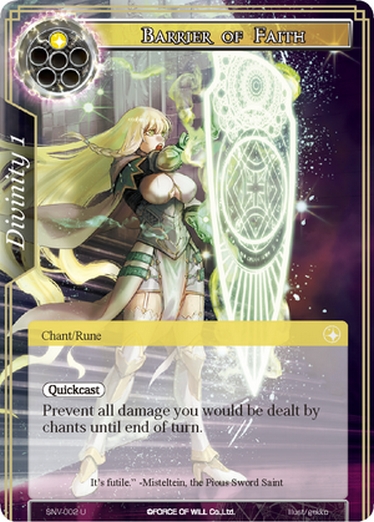 BARRIER OF FAITH
Divinity 1
Chant/Rune
Quickcast
Prevent all damage you would be dealt by
chants until end of turn.
It's futile." -Misteltein, the Pious Sword Saint
SNV-002 U
©FORCE OF WILL Co.,Ltd.
Illust/